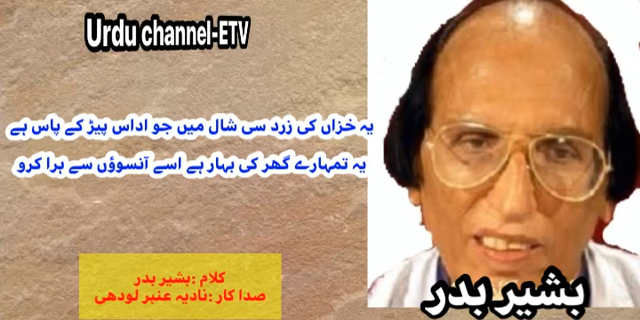 Urdu channel-ETV
یہ خزاں کی زرد سی شال میں جو اداس پیڑ کے پاس ہے
یہ تمہارے گھر کی بہار ہے اسے آنسوؤں سے ہرا کرو
کلام :بشیر بدر
صدا کار :نادیہ عنبر لودھی
بشیر بدر